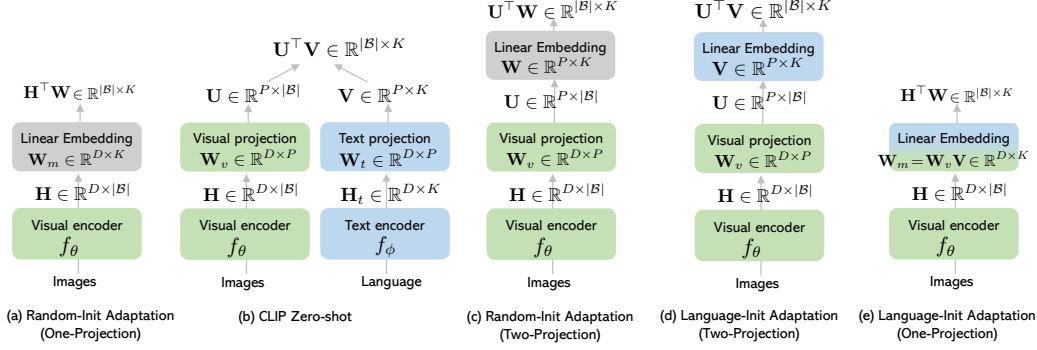 H⊤W ∈ ℝ|ℬ|×K
Linear Embedding
W_m ∈ ℝ^{D×K}
H ∈ ℝ^{D×|ℬ|}
Visual encoder
f_θ
Images
(a) Random-Init Adaptation
(One-Projection)
U⊤V ∈ ℝ^{|ℬ|×K}
U ∈ ℝ^{P×|ℬ|}
V ∈ ℝ^{P×K}
Visual projection
W_v ∈ ℝ^{D×P}
Text projection
W_t ∈ ℝ^{D×P}
H ∈ ℝ^{D×|ℬ|}
H_t ∈ ℝ^{D×K}
Visual encoder
f_θ
Text encoder
f_ϕ
Images
Language
(b) CLIP Zero-shot
U⊤W ∈ ℝ^{|ℬ|×K}
Linear Embedding
W ∈ ℝ^{P×K}
U ∈ ℝ^{P×|ℬ|}
Visual projection
W_v ∈ ℝ^{D×P}
H ∈ ℝ^{D×|ℬ|}
Visual encoder
f_θ
Images
(c) Random-Init Adaptation
(Two-Projection)
U⊤V ∈ ℝ^{|ℬ|×K}
Linear Embedding
V ∈ ℝ^{P×K}
U ∈ ℝ^{P×|ℬ|}
Visual projection
W_v ∈ ℝ^{D×P}
H ∈ ℝ^{D×|ℬ|}
Visual encoder
f_θ
Images
(d) Language-Init Adaptation
(Two-Projection)
H⊤W ∈ ℝ^{|ℬ|×K}
Linear Embedding
W_m = W_v V ∈ ℝ^{D×K}
H ∈ ℝ^{D×|ℬ|}
Visual encoder
f_θ
Images
(e) Language-Init Adaptation
(One-Projection)